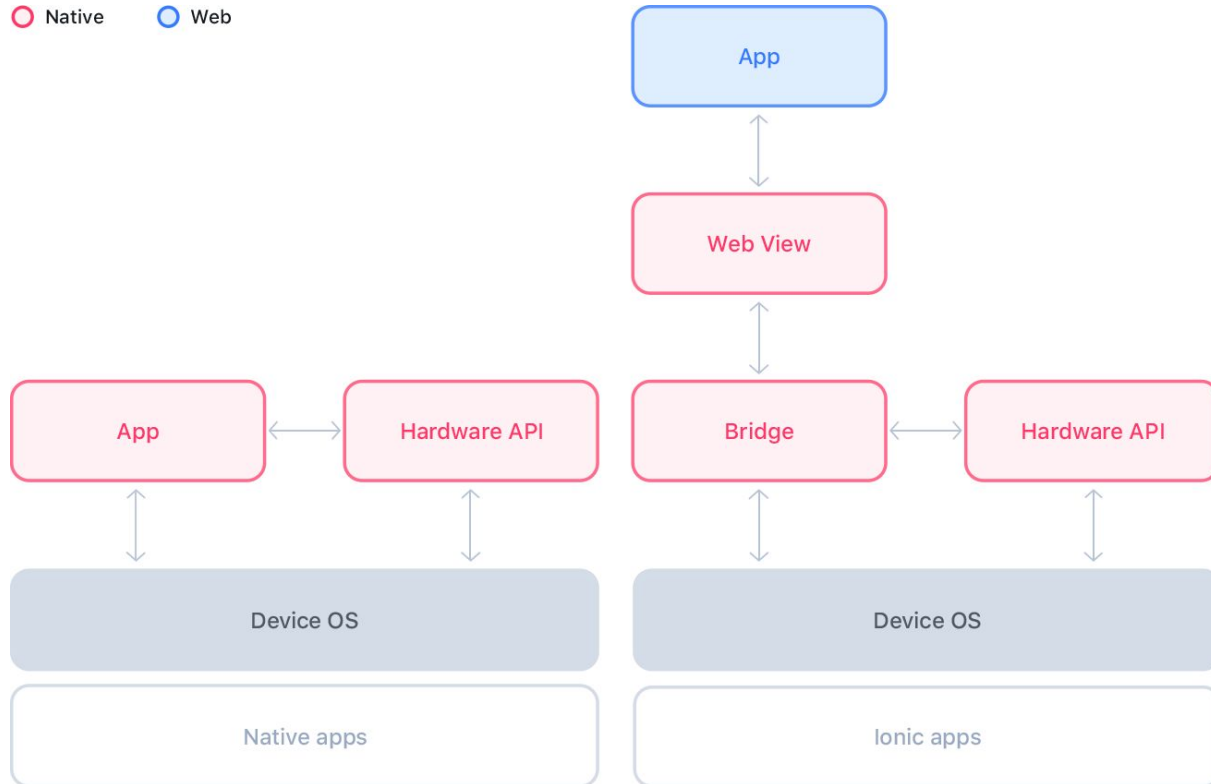 Native
Web
App
Web View
App
Hardware API
Bridge
Hardware API
Device OS
Device OS
Native apps
Ionic apps